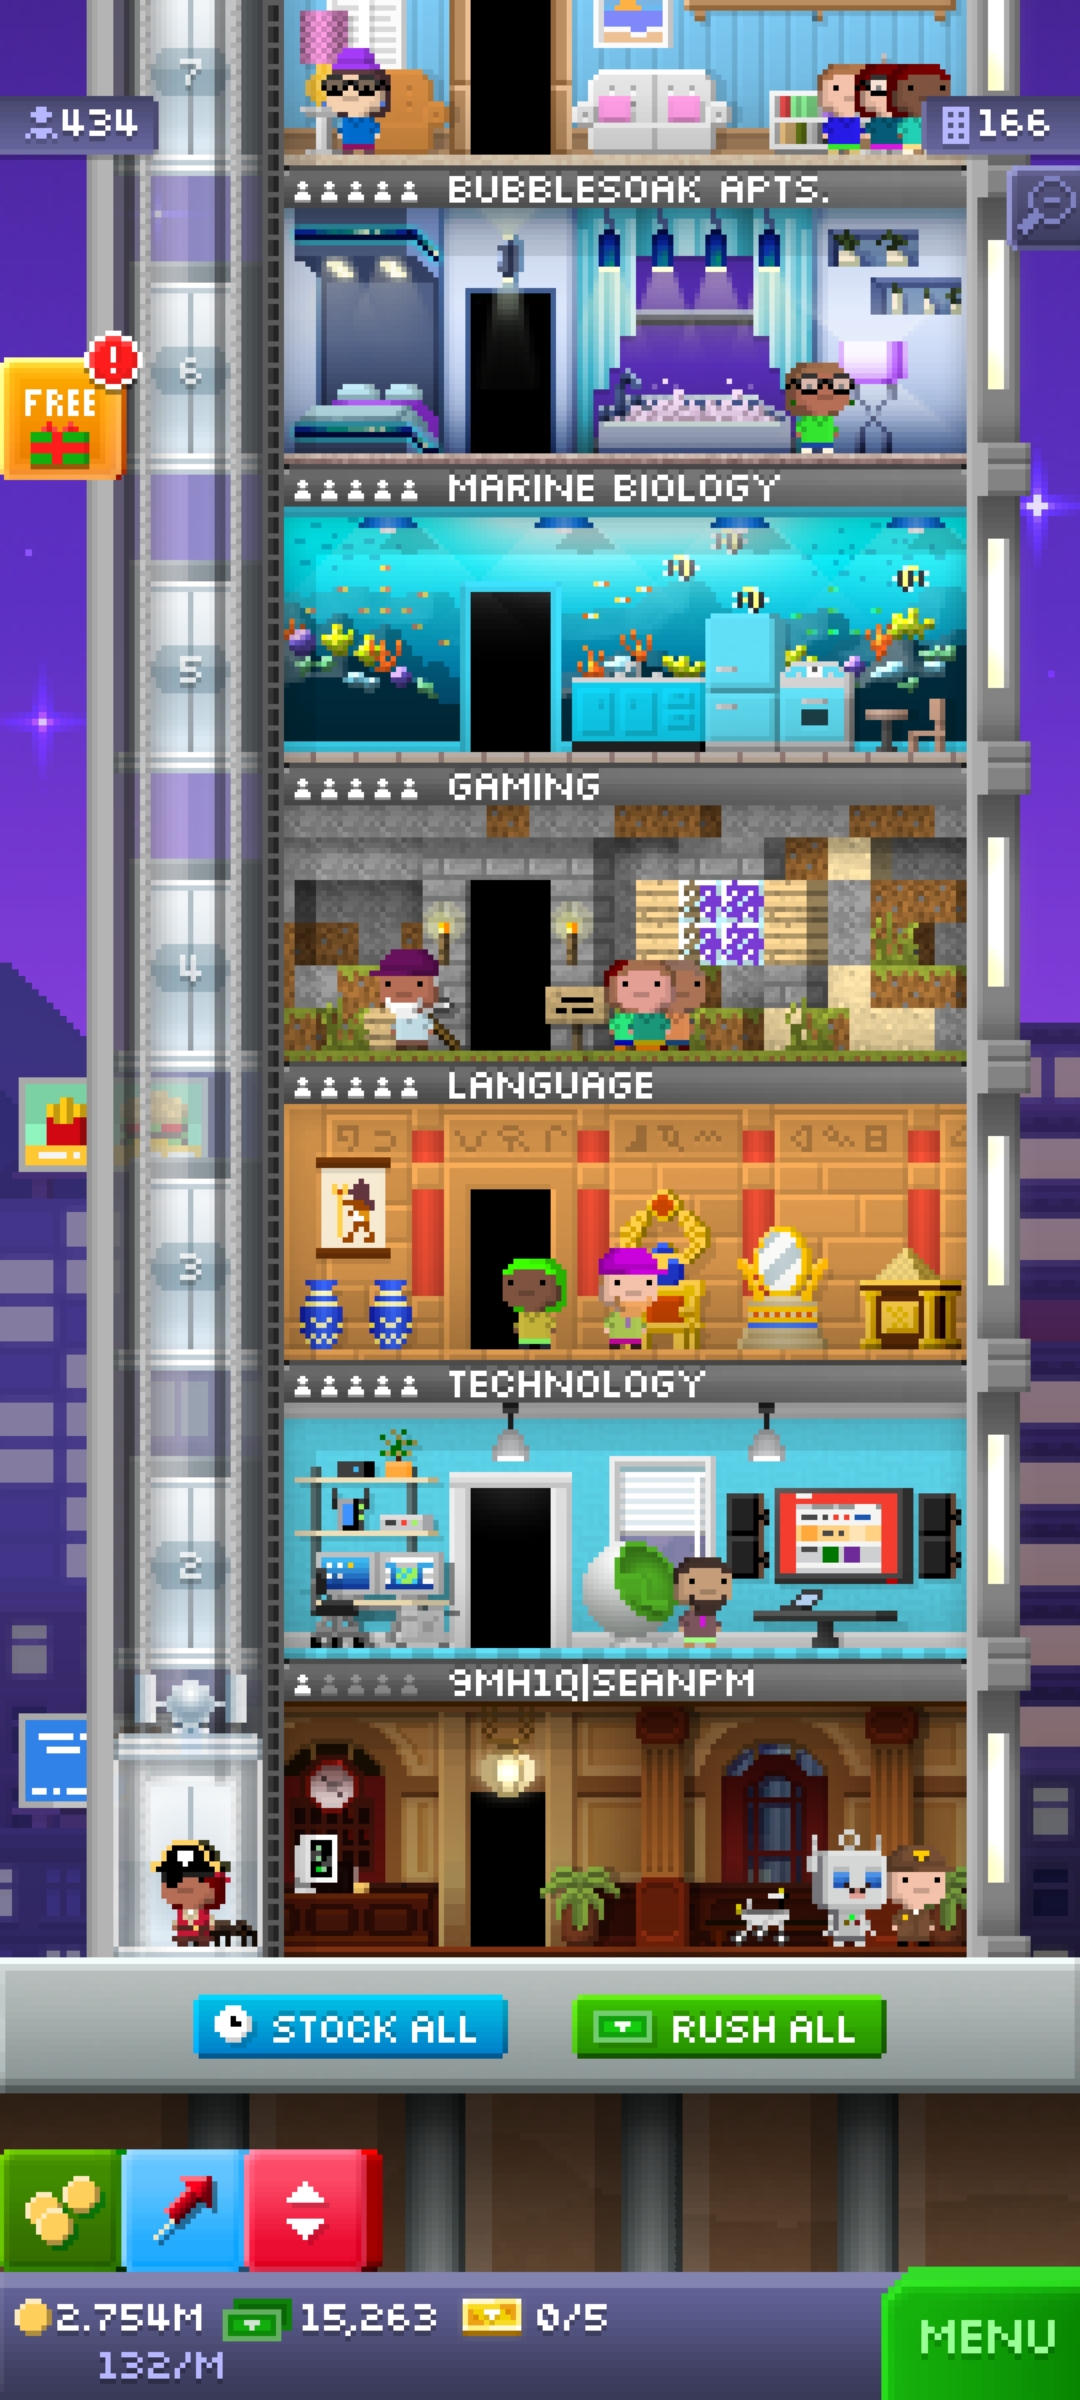 7
434
166
BUBBLESOAK APTS.
6
FREE
!
MARINE BIOLOGY
5
GAMING
4
LANGUAGE
3
TECHNOLOGY
2
9MH1Q|SEANPM
STOCK ALL
RUSH ALL
2.754M
15,263
0/5
MENU
132/M